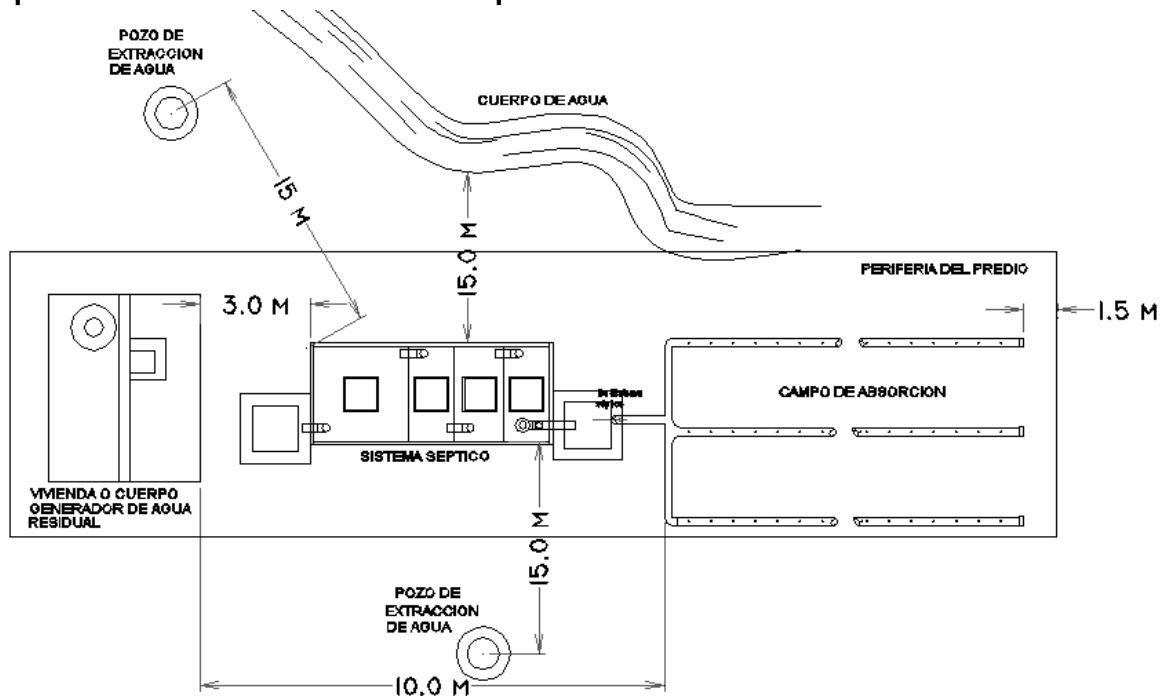 POZO DE
EXTRACCION
DE AGUA
CUERPO DE AGUA
15 M
15.0 M
PERIFERIA DEL PREDIO
3.0 M
1.5 M
CAMPO DE ABSORCION
SISTEMA SEPTICO
VIVIENDA O CUERPO
GENERADOR DE AGUA
RESIDUAL
15.0 M
POZO DE
EXTRACCION
DE AGUA
10.0 M